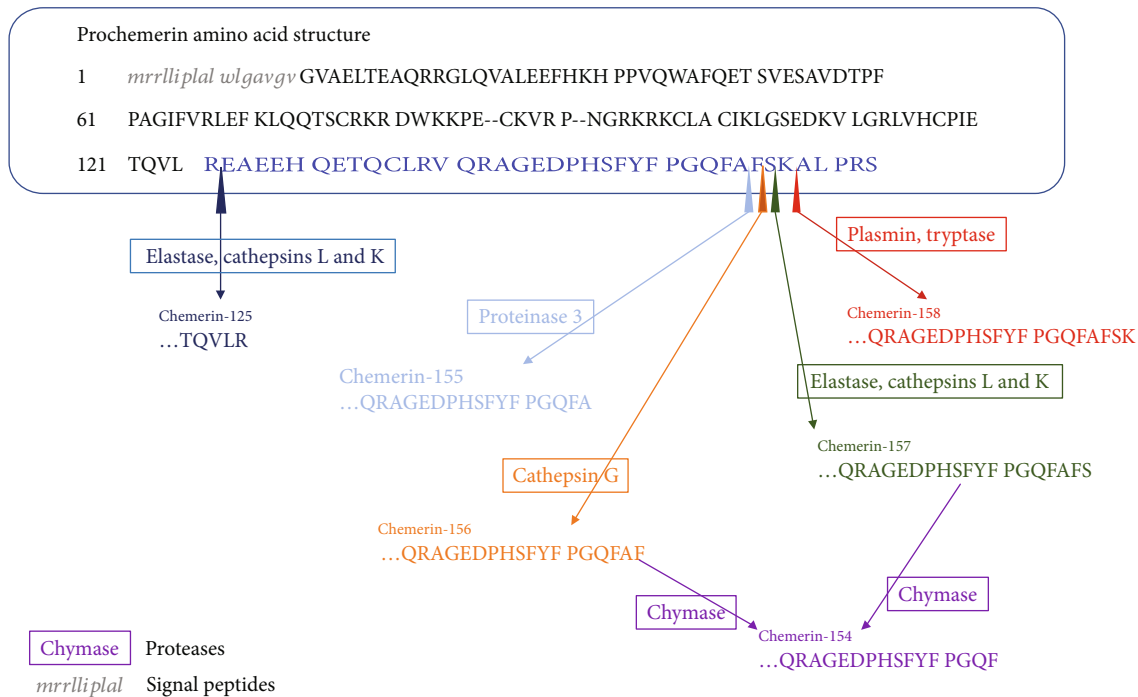 Prochemerin amino acid structure
1 mrrlliplal wlgavgv GVAELTEAQRRGLQVALEEFHKH PPVQWAFQET SVESAVDTPF
61 PAGIFVRLEF KLQQTSCRKR DWKKPE--CKVR P--NGRKRKCLA CIKLGSEDKV LGRLVHCPIE
121 TQVL REAEEH QETQCLRV QRAGEDPHSFYF PGQFAFSKAL PRS
Plasmin, tryptase
Elastase, cathepsins L and K
Chemerin-125
…TQVLR
Proteinase 3
Chemerin-158
…QRAGEDPHSFYF PGQFAFSK
Chemerin-155
…QRAGEDPHSFYF PGQFA
Elastase, cathepsins L and K
Chemerin-157
…QRAGEDPHSFYF PGQFAFS
Cathepsin G
Chemerin-156
…QRAGEDPHSFYF PGQFAF
Chymase
Chymase
Chemerin-154
…QRAGEDPHSFYF PGQF
Chymase Proteases
mrrlliplal Signal peptides